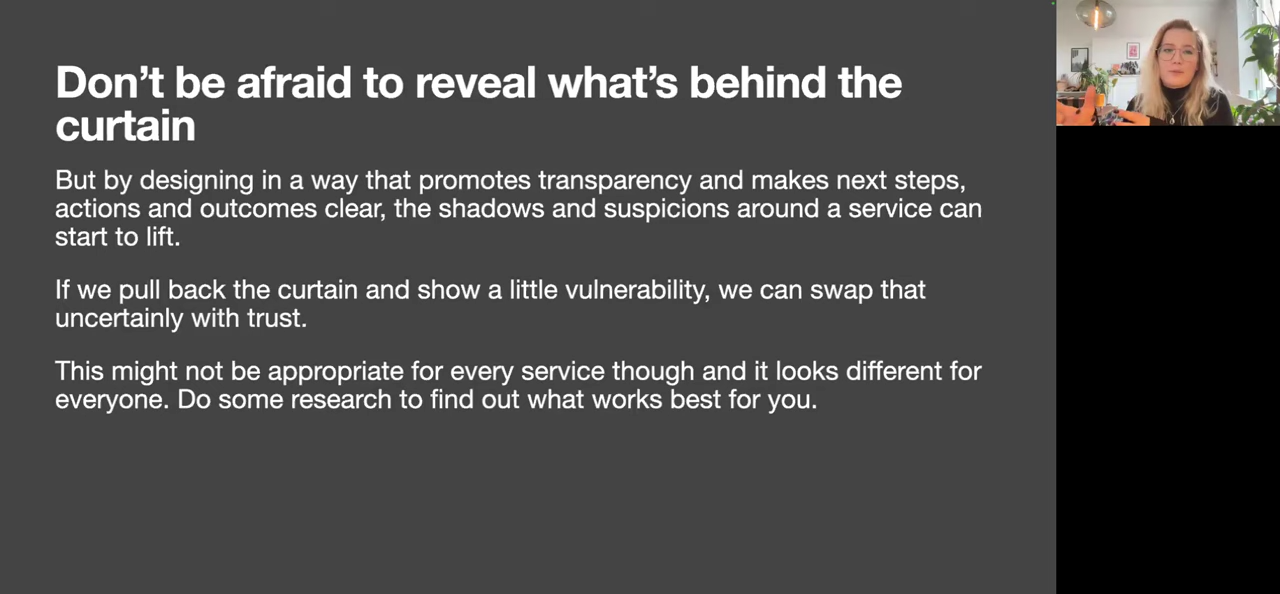 Don’t be afraid to reveal what’s behind the
curtain
But by designing in a way that promotes transparency and makes next steps,
actions and outcomes clear, the shadows and suspicions around a service can
start to lift.
If we pull back the curtain and show a little vulnerability, we can swap that
uncertainly with trust.
This might not be appropriate for every service though and it looks different for
everyone. Do some research to find out what works best for you.